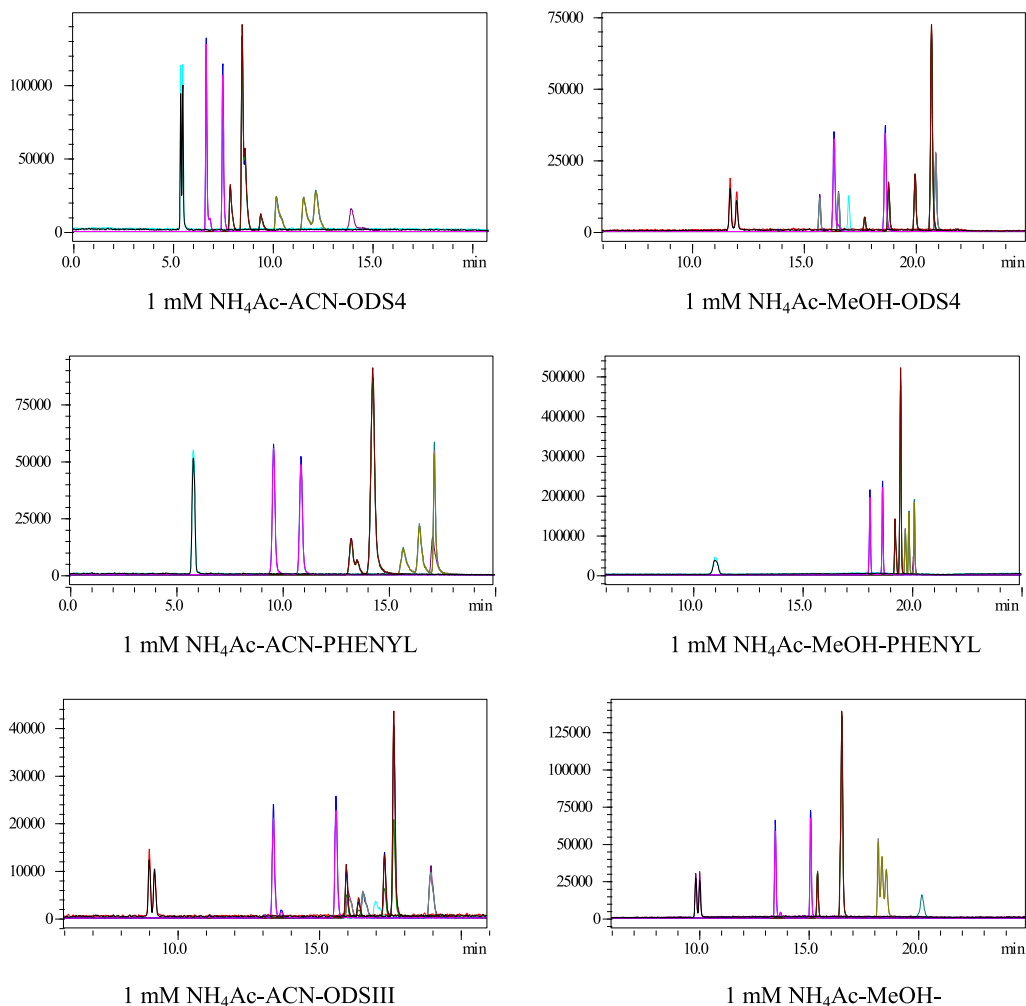 100000
50000
0
0.0 5.0 10.0 15.0 min
1 mM NH₄Ac-ACN-ODS4
75000
50000
25000
0
10.0 15.0 20.0 min
1 mM NH₄Ac-MeOH-ODS4
75000
50000
25000
0
0.0 5.0 10.0 15.0 min
1 mM NH₄Ac-ACN-PHENYL
500000
400000
300000
200000
100000
0
10.0 15.0 20.0 min
1 mM NH₄Ac-MeOH-PHENYL
40000
30000
20000
10000
0
10.0 15.0 min
1 mM NH₄Ac-ACN-ODSIII
125000
100000
75000
50000
25000
0
10.0 15.0 20.0 min
1 mM NH₄Ac-MeOH-